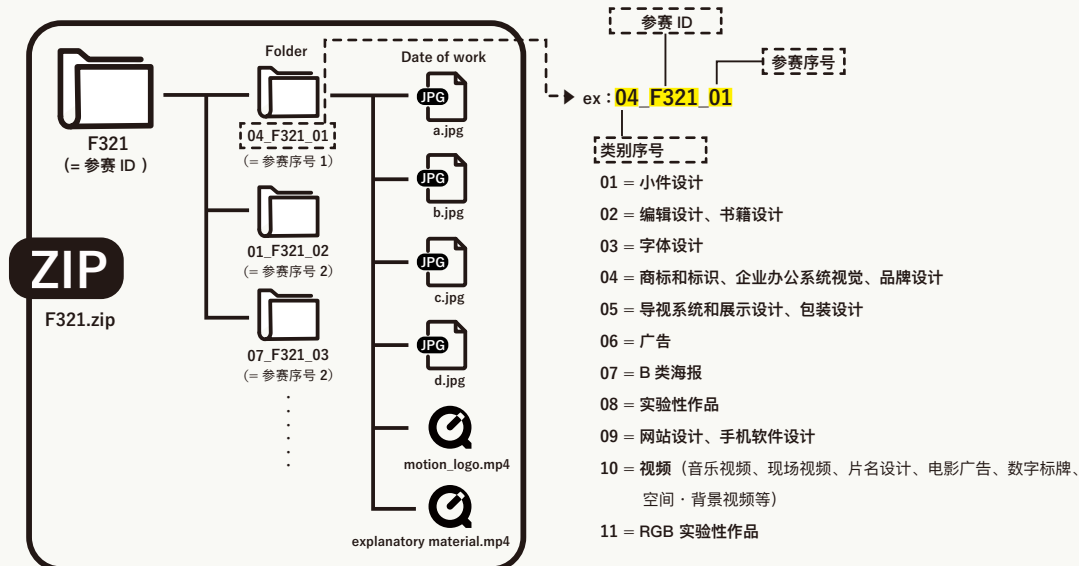 参赛 ID
参赛序号
ex : 04_F321_01
类别序号
Folder
Date of work
F321
(= 参赛 ID )
04_F321_01
(= 参赛序号 1)
01_F321_02
(= 参赛序号 2)
07_F321_03
(= 参赛序号 2)
JPG
a.jpg
JPG
b.jpg
JPG
c.jpg
JPG
d.jpg
motion_logo.mp4
explanatory material.mp4
ZIP
F321.zip
01 = 小件设计
02 = 编辑设计、书籍设计
03 = 字体设计
04 = 商标和标识、企业办公系统视觉、品牌设计
05 = 导视系统和展示设计、包装设计
06 = 广告
07 = B 类海报
08 = 实验性作品
09 = 网站设计、手机软件设计
10 = 视频（音乐视频、现场视频、片名设计、电影广告、数字标牌、
空间 · 背景视频等）
11 = RGB 实验性作品